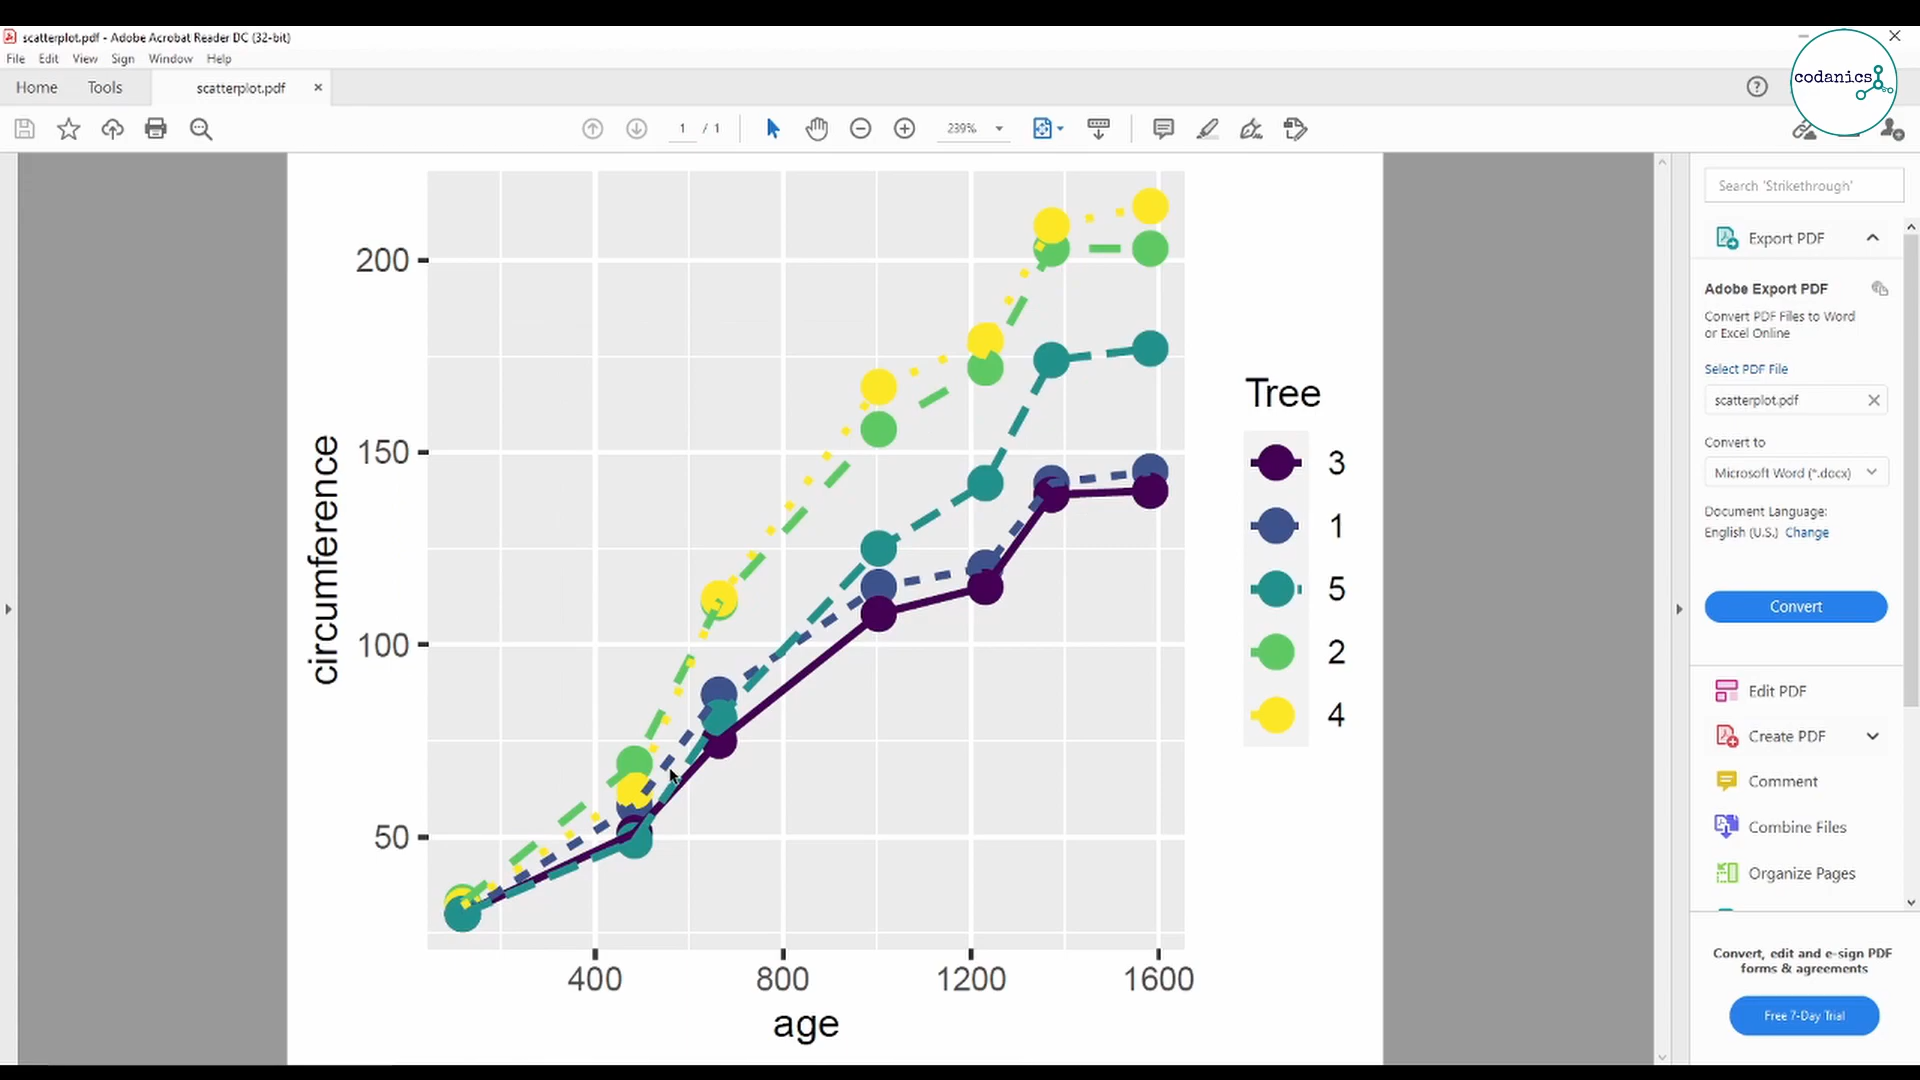 scatterplot.pdf - Adobe Acrobat Reader DC (32-bit)
File Edit View Sign Window Help
Home Tools scatterplot.pdf
codanics
1 / 1 239%
Search 'Strikethrough'
Export PDF
Adobe Export PDF
Convert PDF Files to Word
or Excel Online
Select PDF File
scatterplot.pdf
Convert to
Microsoft Word (*.docx)
Document Language:
English (U.S.) Change
Convert
Edit PDF
Create PDF
Comment
Combine Files
Organize Pages
Convert, edit and e-sign PDF
forms & agreements
Free 7-Day Trial
circumference
200
150
100
50
400 800 1200 1600
age
Tree
3
1
5
2
4